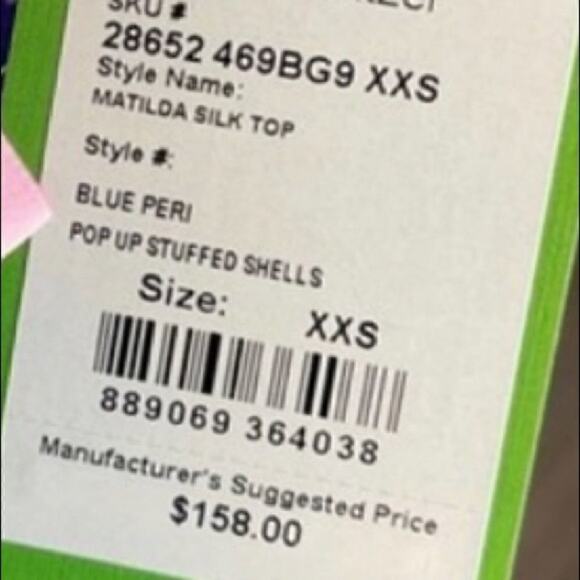 SKU #
28652 469BG9 XXS
Style Name:
MATILDA SILK TOP
Style #:
BLUE PERI
POP UP STUFFED SHELLS
Size: XXS
889069 364038
Manufacturer's Suggested Price
$158.00